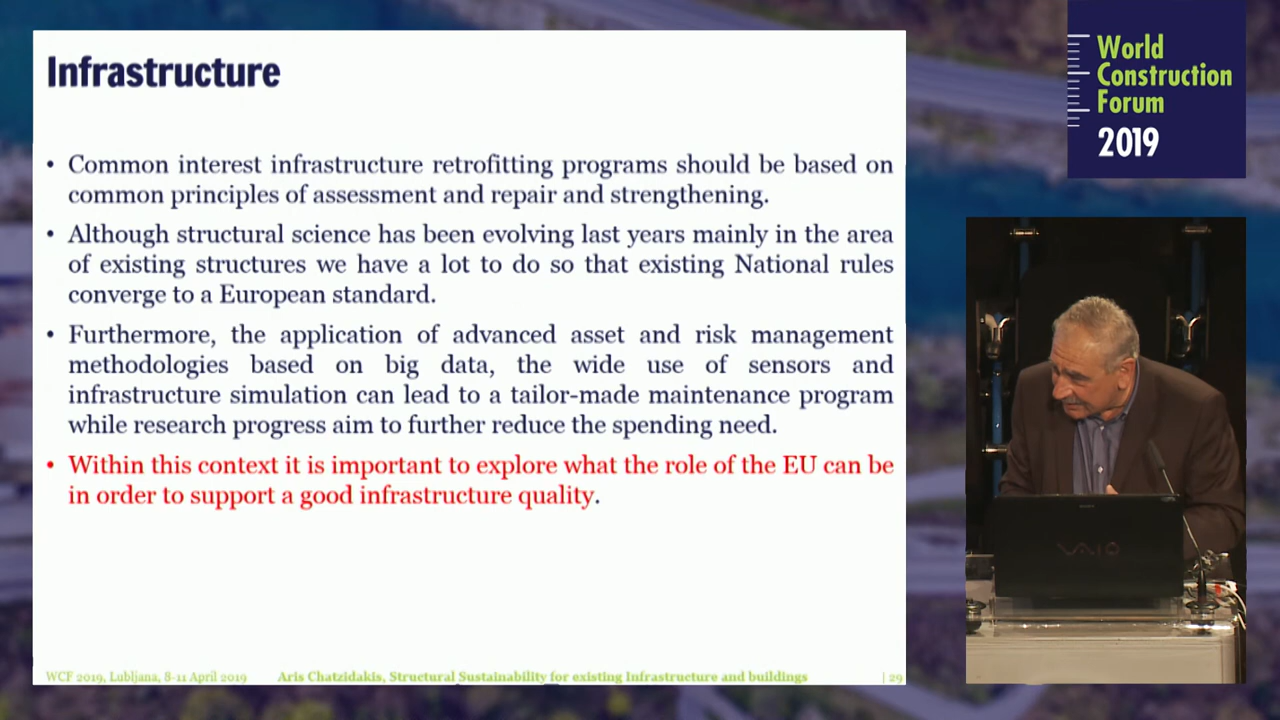 Infrastructure
• Common interest infrastructure retrofitting programs should be based on
common principles of assessment and repair and strengthening.
• Although structural science has been evolving last years mainly in the area
of existing structures we have a lot to do so that existing National rules
converge to a European standard.
• Furthermore, the application of advanced asset and risk management
methodologies based on big data, the wide use of sensors and
infrastructure simulation can lead to a tailor-made maintenance program
while research progress aim to further reduce the spending need.
• Within this context it is important to explore what the role of the EU can be
in order to support a good infrastructure quality.
WCF 2019, Lubljana, 8-11 April 2019 Aris Chatzidakis, Structural Sustainability for existing Infrastructure and buildings | 29
World
Construction
Forum
2019
VAIO